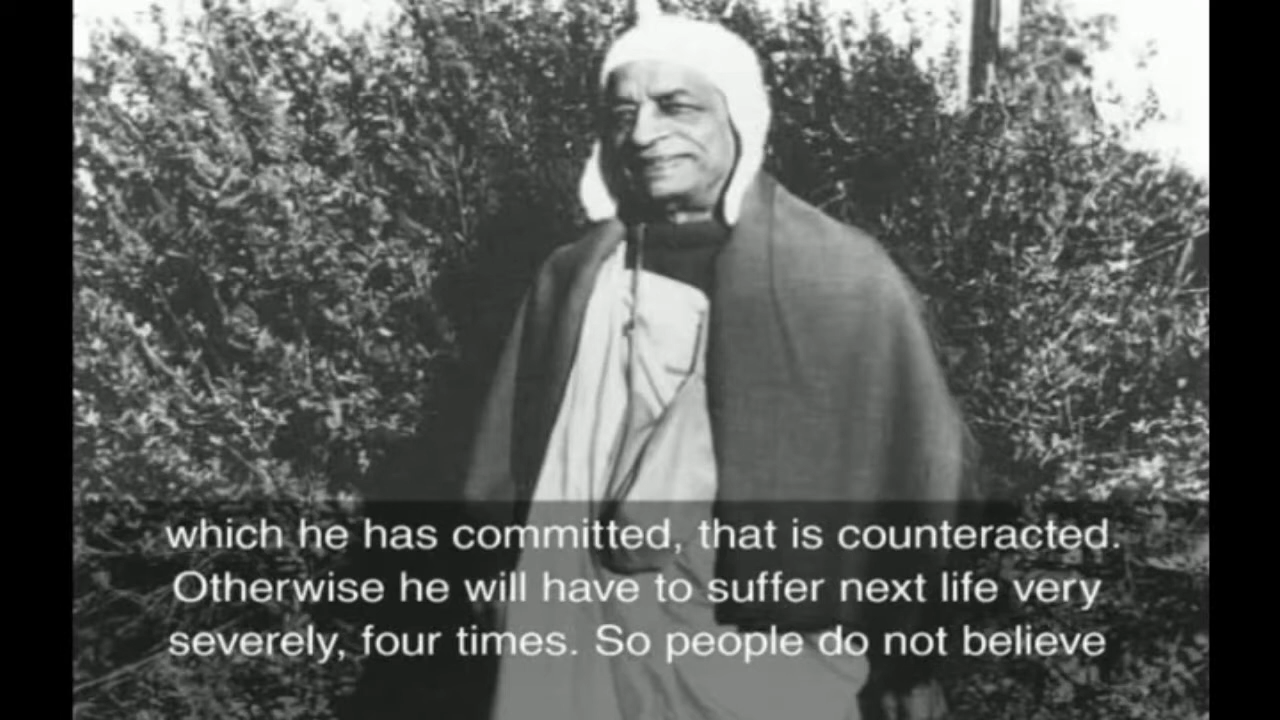 which he has committed, that is counteracted.
Otherwise he will have to suffer next life very
severely, four times. So people do not believe